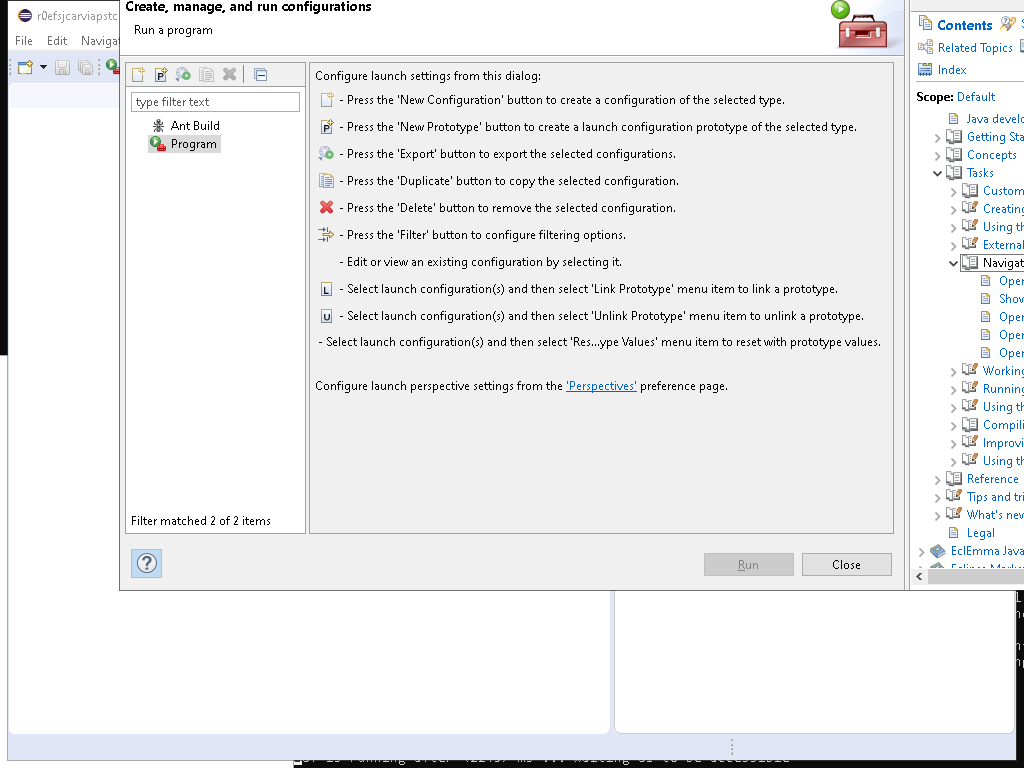 r0efsjcarviapstc
File Edit Navigat
Create, manage, and run configurations
Run a program
type filter text
Ant Build
Program
Filter matched 2 of 2 items
Configure launch settings from this dialog:
- Press the 'New Configuration' button to create a configuration of the selected type.
P - Press the 'New Prototype' button to create a launch configuration prototype of the selected type.
- Press the 'Export' button to export the selected configurations.
- Press the 'Duplicate' button to copy the selected configuration.
- Press the 'Delete' button to remove the selected configuration.
- Press the 'Filter' button to configure filtering options.
- Edit or view an existing configuration by selecting it.
L - Select launch configuration(s) and then select 'Link Prototype' menu item to link a prototype.
U - Select launch configuration(s) and then select 'Unlink Prototype' menu item to unlink a prototype.
- Select launch configuration(s) and then select 'Res...ype Values' menu item to reset with prototype values.
Configure launch perspective settings from the 'Perspectives' preference page.
?
Run Close
Contents
Related Topics
Index
Scope: Default
Java develo
Getting Sta
Concepts
Tasks
Custom
Creating
Using th
External
Navigat
Oper
Shov
Oper
Oper
Oper
Working
Running
Using th
Compili
Improvi
Using th
Reference
Tips and tri
What's new
Legal
EclEmma Java